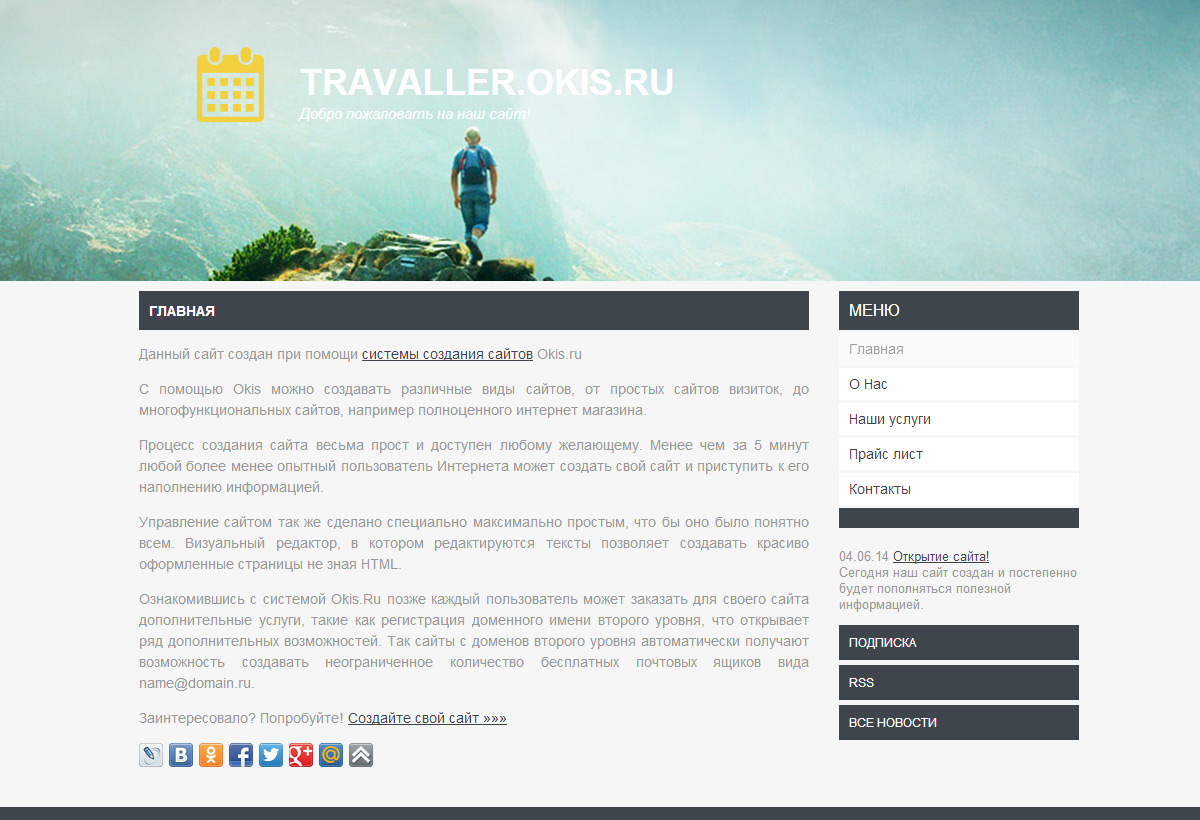 TRAVALLER.OKIS.RU
Добро пожаловать на наш сайт!
ГЛАВНАЯ
Данный сайт создан при помощи системы создания сайтов Okis.ru
С помощью Okis можно создавать различные виды сайтов, от простых сайтов визиток, до
многофункциональных сайтов, например полноценного интернет магазина.
Процесс создания сайта весьма прост и доступен любому желающему. Менее чем за 5 минут
любой более менее опытный пользователь Интернета может создать свой сайт и приступить к его
наполнению информацией.
Управление сайтом так же сделано специально максимально простым, что бы оно было понятно
всем. Визуальный редактор, в котором редактируются тексты позволяет создавать красиво
оформленные страницы не зная HTML.
Ознакомившись с системой Okis.Ru позже каждый пользователь может заказать для своего сайта
дополнительные услуги, такие как регистрация доменного имени второго уровня, что открывает
ряд дополнительных возможностей. Так сайты с доменов второго уровня автоматически получают
возможность создавать неограниченное количество бесплатных почтовых ящиков вида
name@domain.ru.
Заинтересовало? Попробуйте! Создайте свой сайт »»»
МЕНЮ
Главная
О Нас
Наши услуги
Прайс лист
Контакты
04.06.14 Открытие сайта!
Сегодня наш сайт создан и постепенно
будет пополняться полезной
информацией.
ПОДПИСКА
RSS
ВСЕ НОВОСТИ